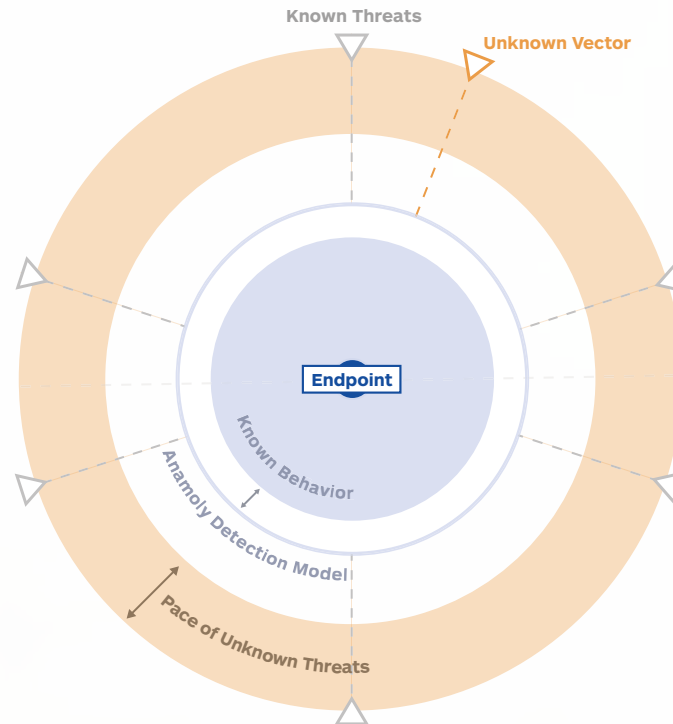 Known Threats
Unknown Vector
Endpoint
Known Behavior
Anamoly Detection Model
Pace of Unknown Threats